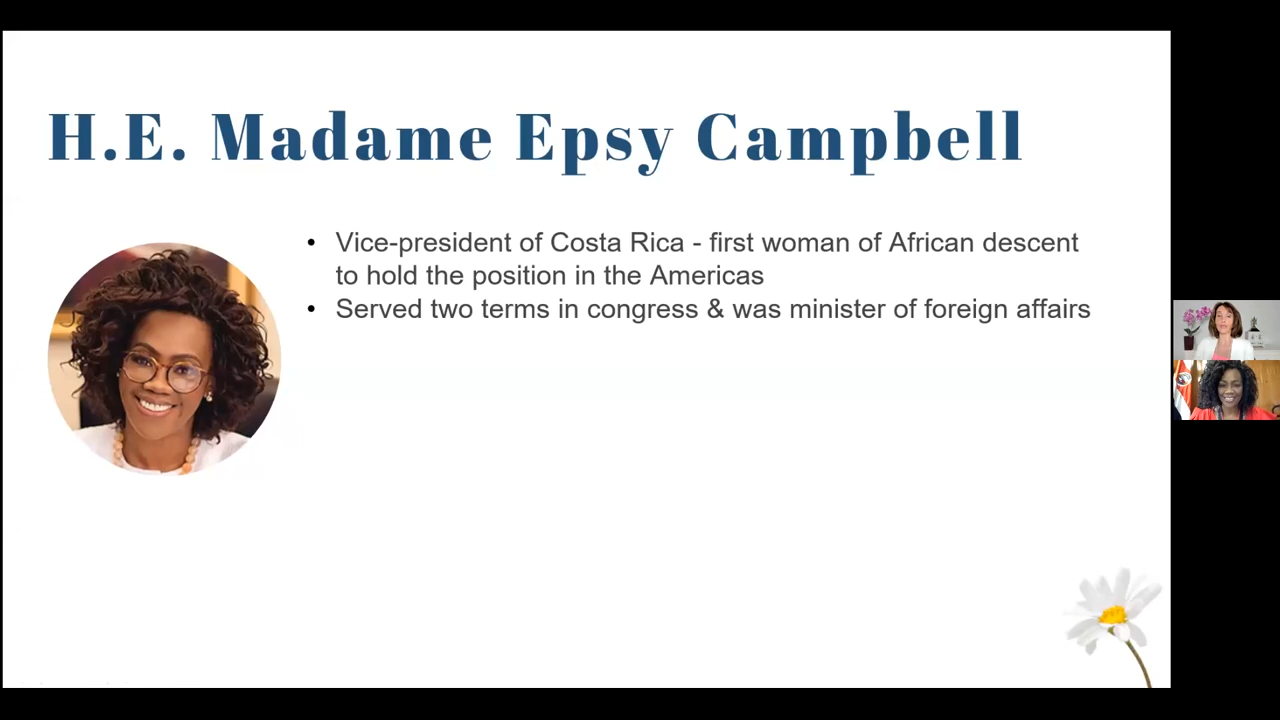 H.E. Madame Epsy Campbell
• Vice-president of Costa Rica - first woman of African descent
to hold the position in the Americas
• Served two terms in congress & was minister of foreign affairs